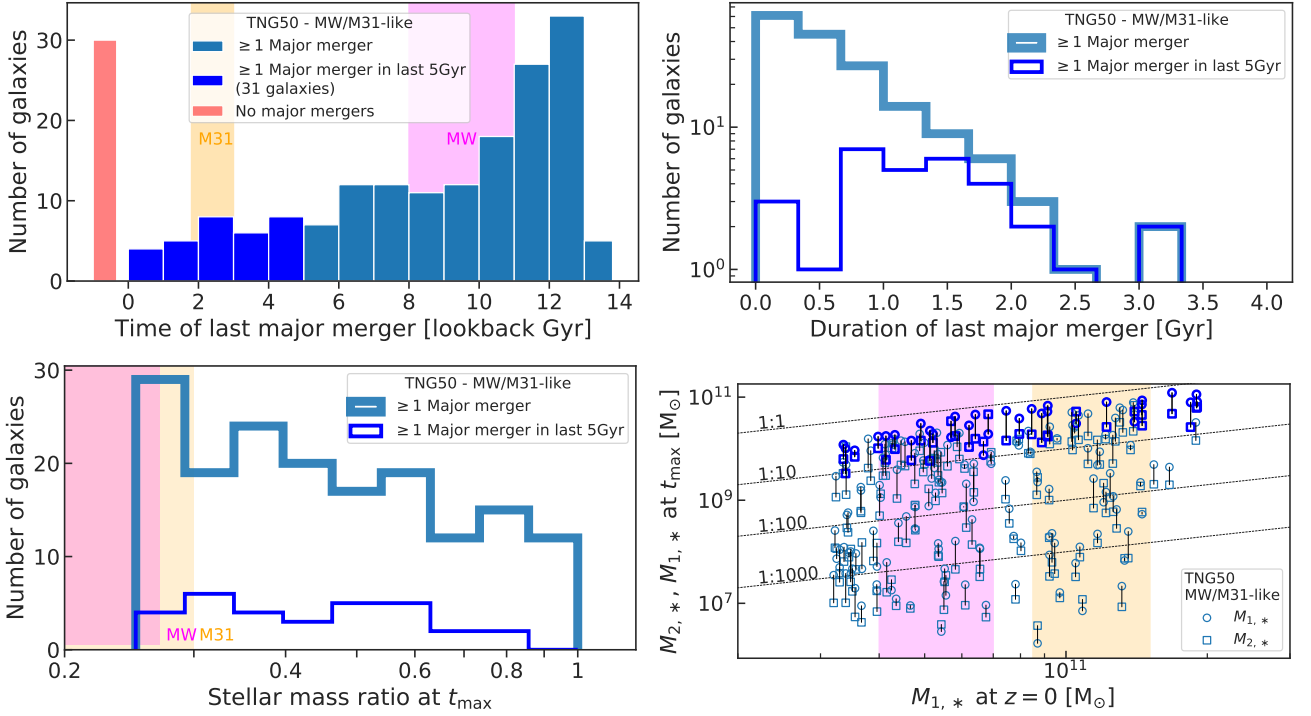 TNG50 - MW/M31-like
≥ 1 Major merger
≥ 1 Major merger in last 5Gyr
(31 galaxies)
No major mergers
M31
MW
Number of galaxies
0
10
20
30
0
2
4
6
8
10
12
14
Time of last major merger [lookback Gyr]
TNG50 - MW/M31-like
≥ 1 Major merger
≥ 1 Major merger in last 5Gyr
Number of galaxies
10⁰
10¹
0.0
0.5
1.0
1.5
2.0
2.5
3.0
3.5
4.0
Duration of last major merger [Gyr]
TNG50 - MW/M31-like
≥ 1 Major merger
≥ 1 Major merger in last 5Gyr
MW
M31
Number of galaxies
0
10
20
30
0.2
0.3
0.4
0.6
0.8
1
Stellar mass ratio at t_max
1:1
1:10
1:100
1:1000
TNG50
MW/M31-like
M_1,∗
M_2,∗
M_2,∗, M_1,∗ at t_max [M_⊙]
10⁷
10⁹
10¹¹
10¹¹
M_1,∗ at z = 0 [M_⊙]